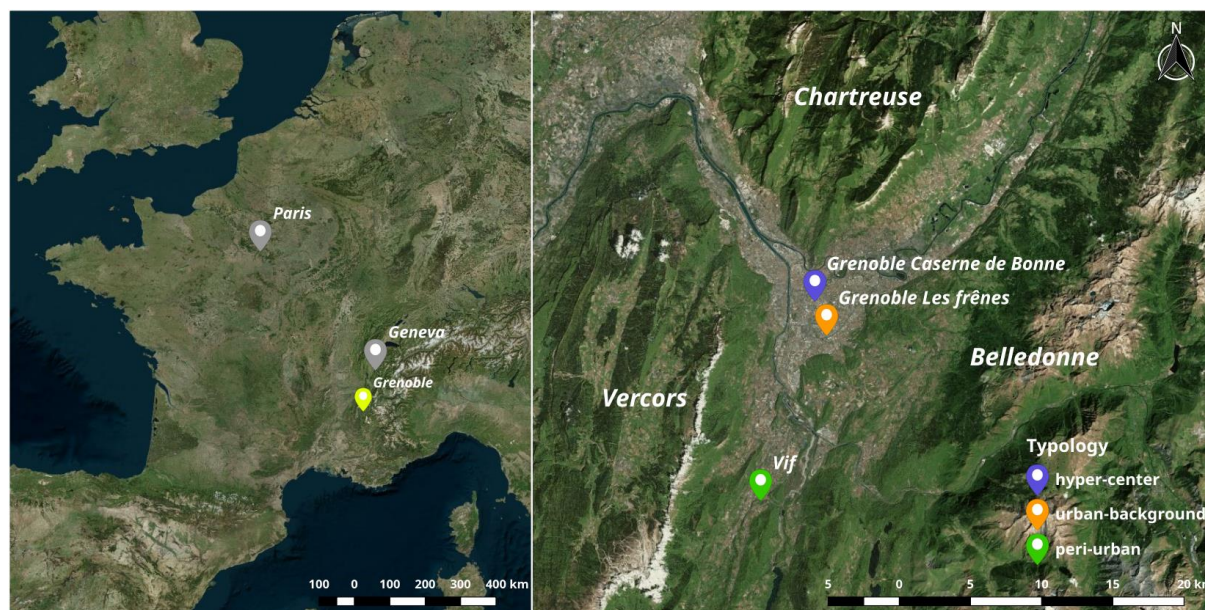 Paris
Geneva
Grenoble
100 0 100 200 300 400 km
N
Chartreuse
Grenoble Caserne de Bonne
Grenoble Les frênes
Belledonne
Vercors
Vif
Typology
hyper-center
urban-background
peri-urban
5 0 5 10 15 20 km